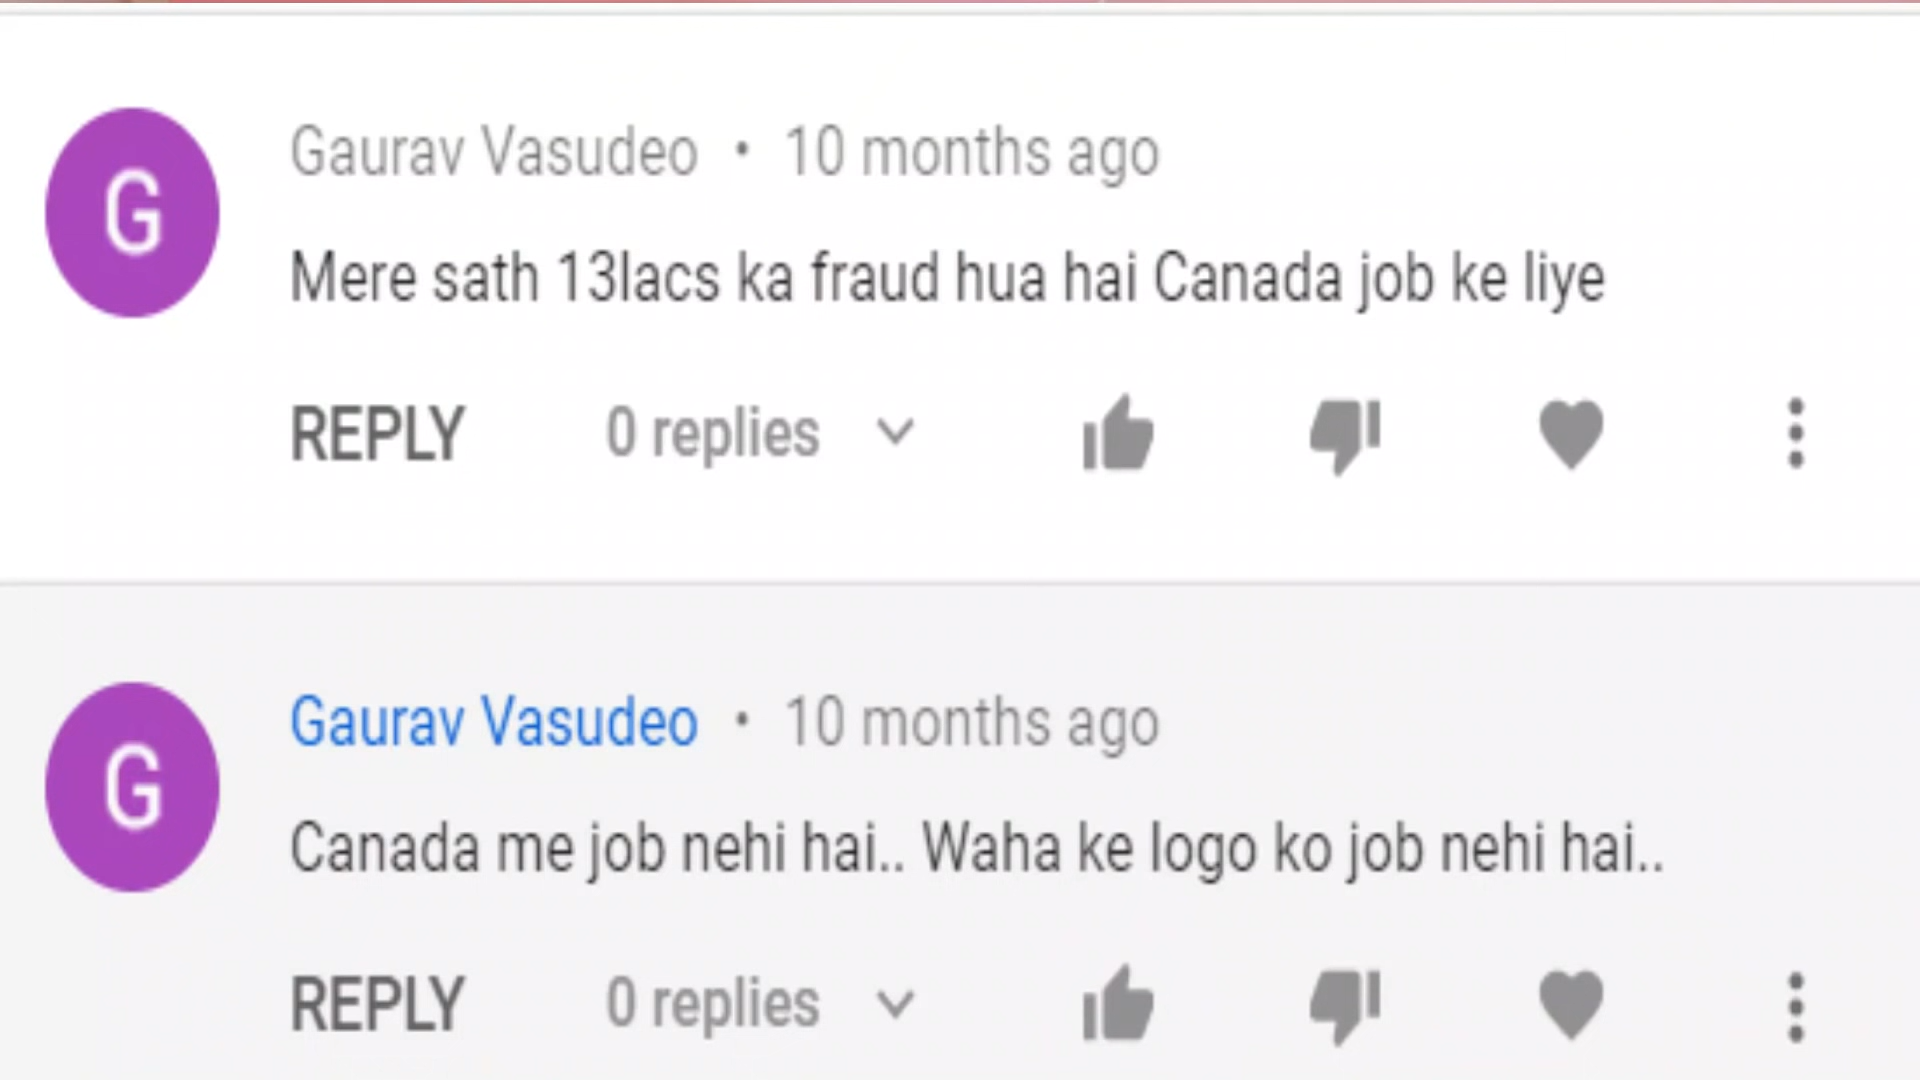 G
Gaurav Vasudeo • 10 months ago
Mere sath 13lacs ka fraud hua hai Canada job ke liye
REPLY 0 replies
G
Gaurav Vasudeo • 10 months ago
Canada me job nehi hai.. Waha ke logo ko job nehi hai..
REPLY 0 replies